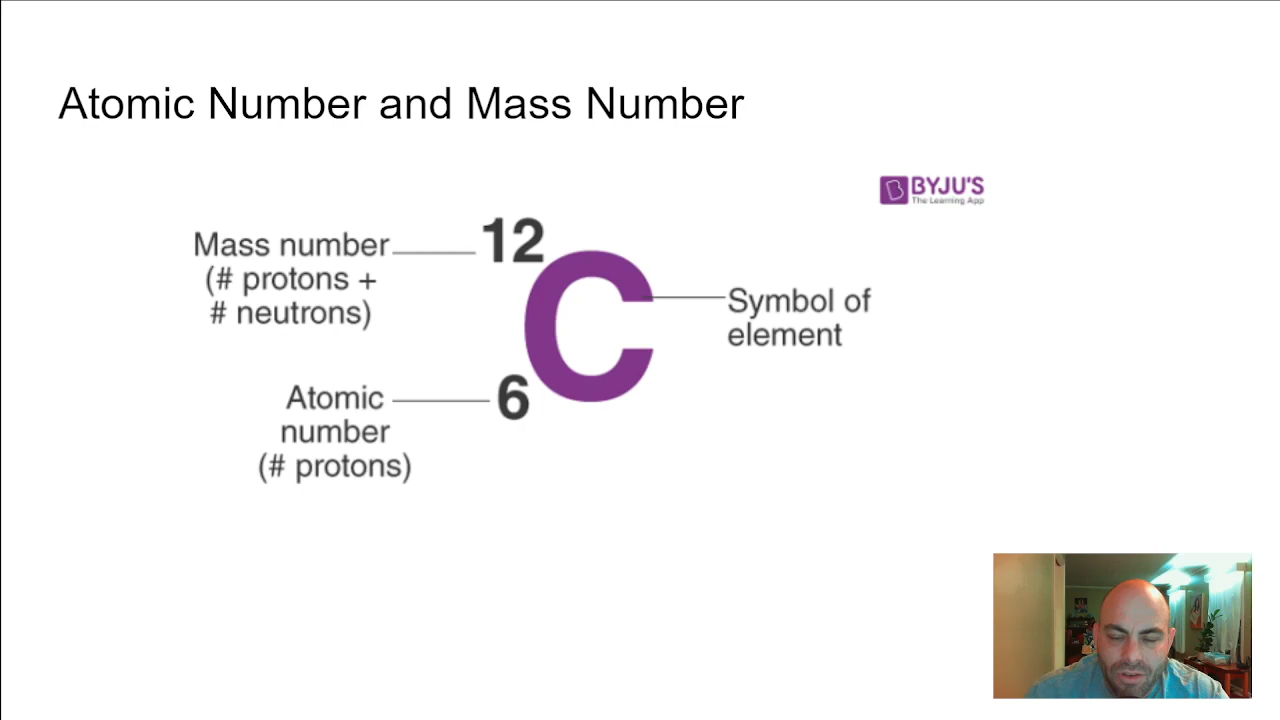 Atomic Number and Mass Number
BYJU'S
The Learning App
Mass number
(# protons +
# neutrons)
12
C
Symbol of
element
Atomic
number
(# protons)
6